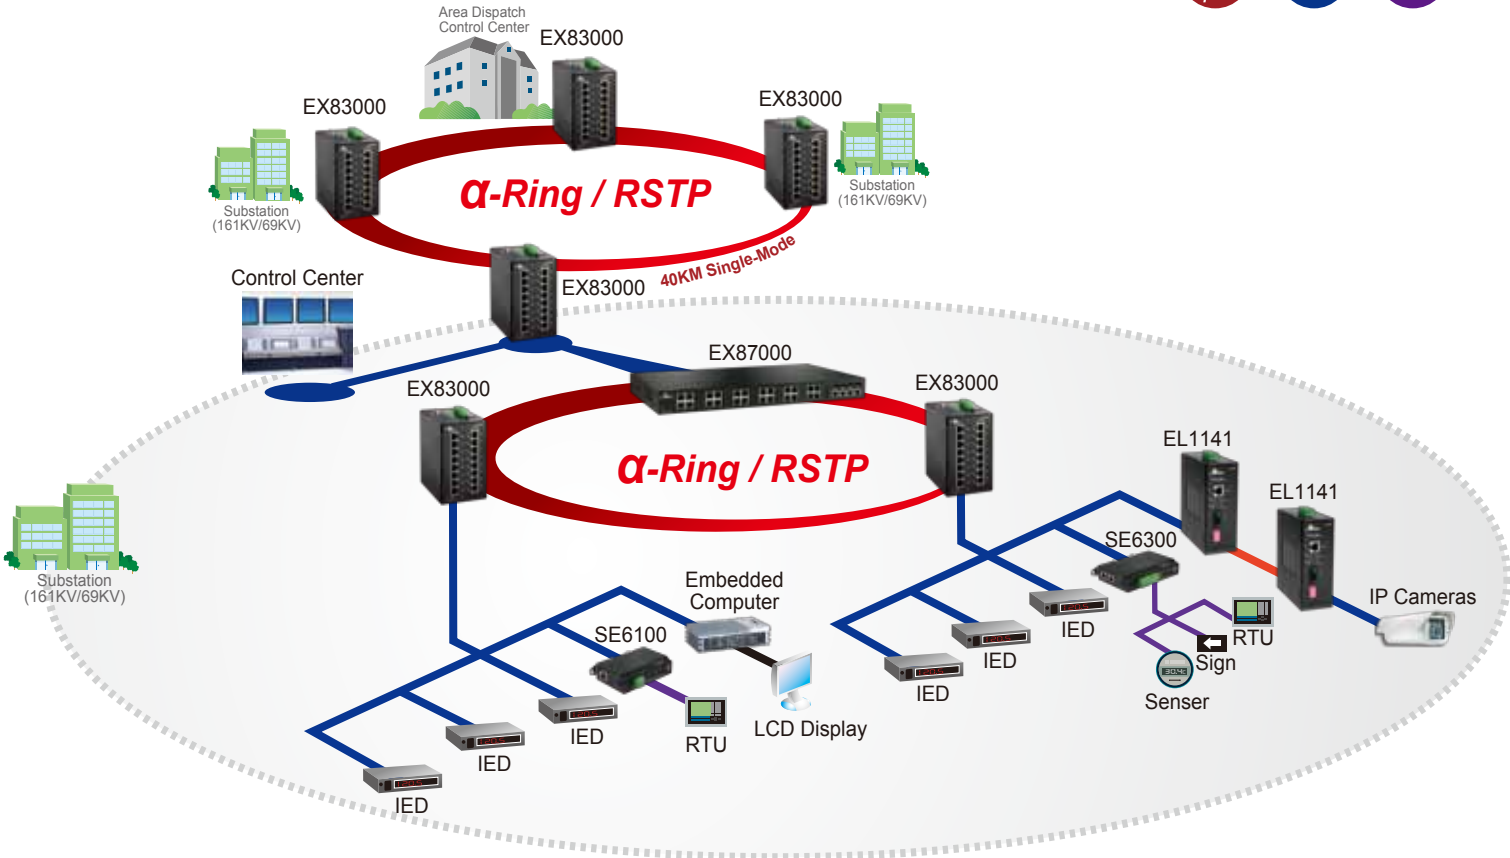 Area Dispatch
Control Center
EX83000
EX83000
EX83000
Substation
(161KV/69KV)
α-Ring / RSTP
Substation
(161KV/69KV)
40KM Single-Mode
EX83000
Control Center
EX87000
EX83000
EX83000
α-Ring / RSTP
EL1141
EL1141
SE6300
Substation
(161KV/69KV)
Embedded
Computer
IP Cameras
SE6100
IED
RTU
IED
Sign
IED
Senser
LCD Display
IED
RTU
IED
IED
30.4c